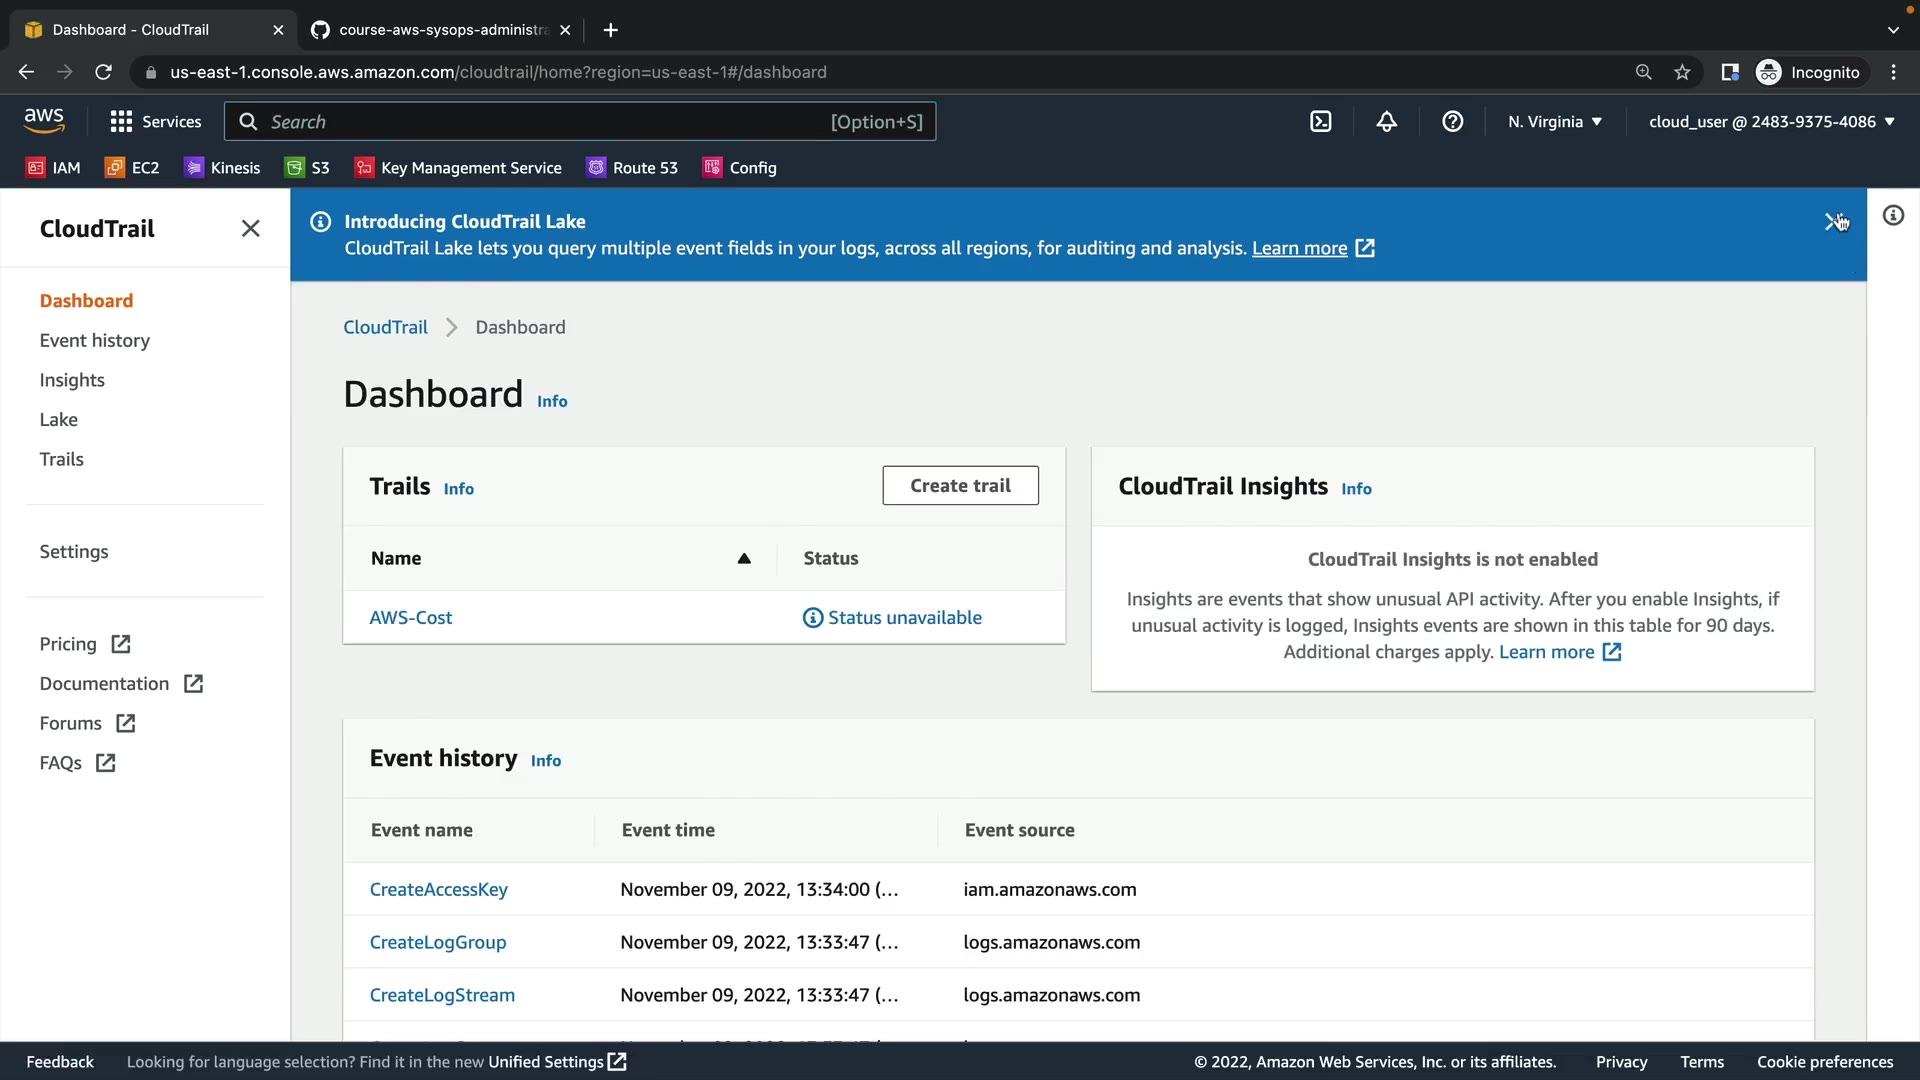 Dashboard - CloudTrail
course-aws-sysops-administra
us-east-1.console.aws.amazon.com/cloudtrail/home?region=us-east-1#/dashboard
Incognito
aws
Services
Search
[Option+S]
N. Virginia
cloud_user @ 2483-9375-4086
IAM
EC2
Kinesis
S3
Key Management Service
Route 53
Config
CloudTrail
Dashboard
Event history
Insights
Lake
Trails
Settings
Pricing
Documentation
Forums
FAQs
Introducing CloudTrail Lake
CloudTrail Lake lets you query multiple event fields in your logs, across all regions, for auditing and analysis. Learn more
CloudTrail
Dashboard
Dashboard Info
Trails Info
Create trail
Name
Status
AWS-Cost
Status unavailable
CloudTrail Insights Info
CloudTrail Insights is not enabled
Insights are events that show unusual API activity. After you enable Insights, if
unusual activity is logged, Insights events are shown in this table for 90 days.
Additional charges apply. Learn more
Event history Info
Event name
Event time
Event source
CreateAccessKey
November 09, 2022, 13:34:00 (...
iam.amazonaws.com
CreateLogGroup
November 09, 2022, 13:33:47 (...
logs.amazonaws.com
CreateLogStream
November 09, 2022, 13:33:47 (...
logs.amazonaws.com
Feedback
Looking for language selection? Find it in the new Unified Settings
© 2022, Amazon Web Services, Inc. or its affiliates.
Privacy
Terms
Cookie preferences